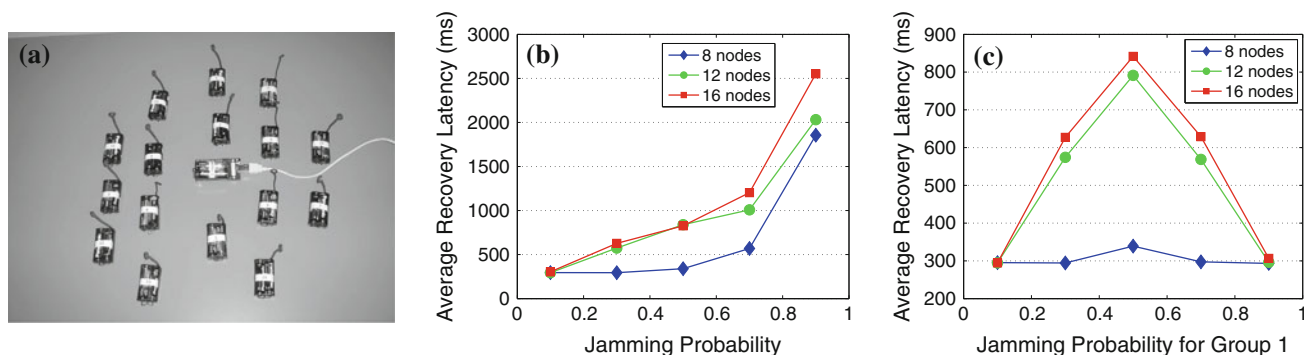 (a)
(b)
Average Recovery Latency (ms)
3000
2500
2000
1500
1000
500
0
0 0.2 0.4 0.6 0.8 1
Jamming Probability
8 nodes
12 nodes
16 nodes
(c)
Average Recovery Latency (ms)
900
800
700
600
500
400
300
200
0 0.2 0.4 0.6 0.8 1
Jamming Probability for Group 1
8 nodes
12 nodes
16 nodes